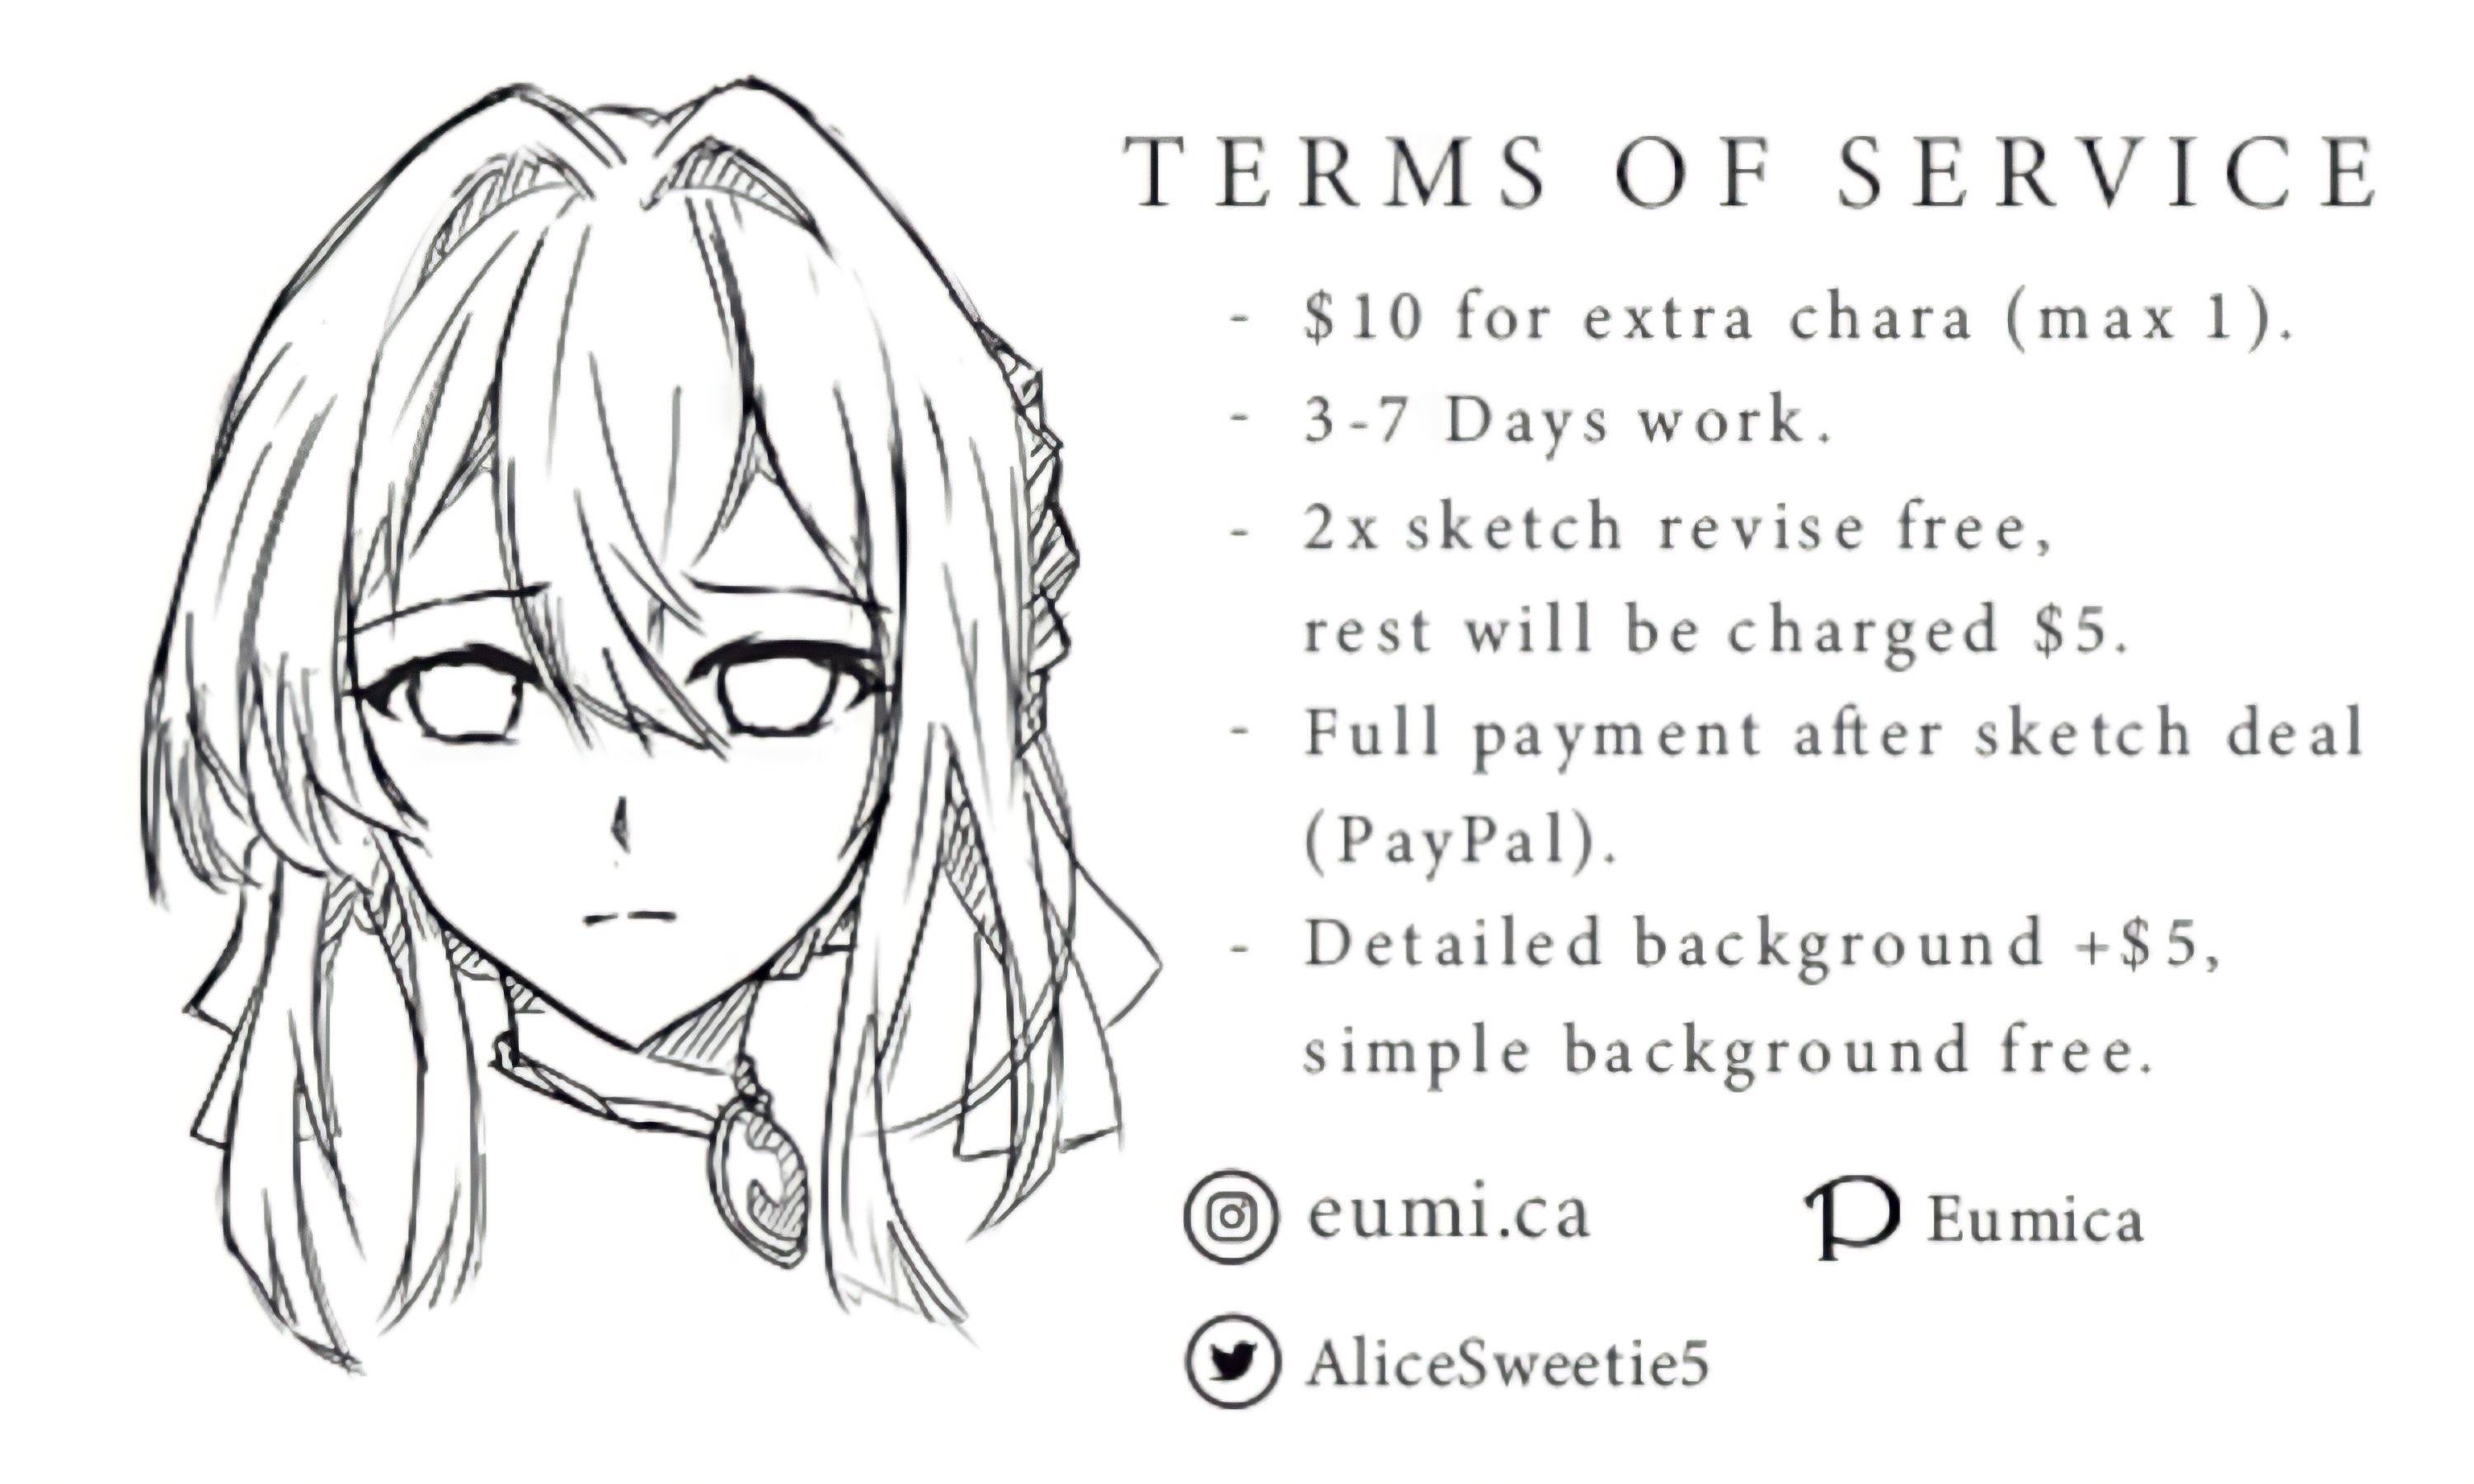 TERMS OF SERVICE
- $10 for extra chara (max 1).
- 3-7 Days work.
- 2x sketch revise free,
rest will be charged $5.
- Full payment after sketch deal
(PayPal).
- Detailed background +$5,
simple background free.
eumi.ca
P Eumica
AliceSweetie5